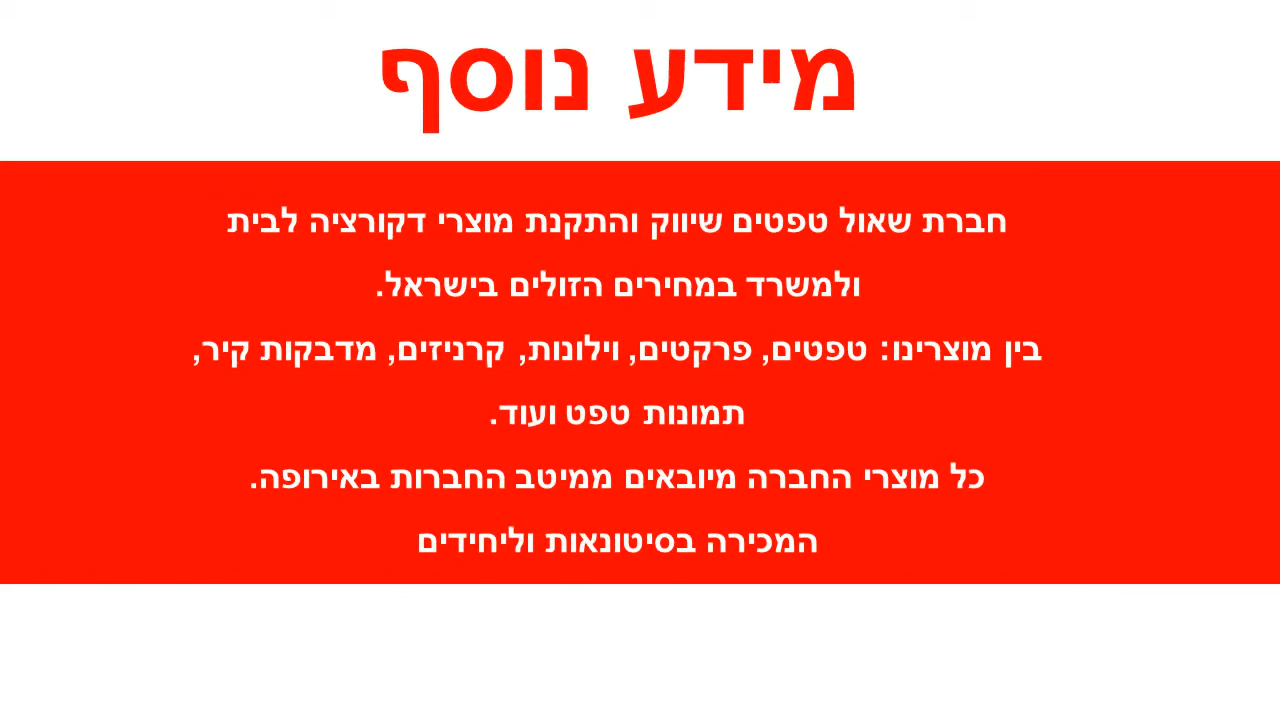 מידע נוסף
חברת שאול טפטים שיווק והתקנת מוצרי דקורציה לבית
ולמשרד במחירים הזולים בישראל.
בין מוצרינו: טפטים, פרקטים, וילונות, קרניזים, מדבקות קיר,
תמונות טפט ועוד.
כל מוצרי החברה מיובאים ממיטב החברות באירופה.
המכירה בסיטונאות וליחידים